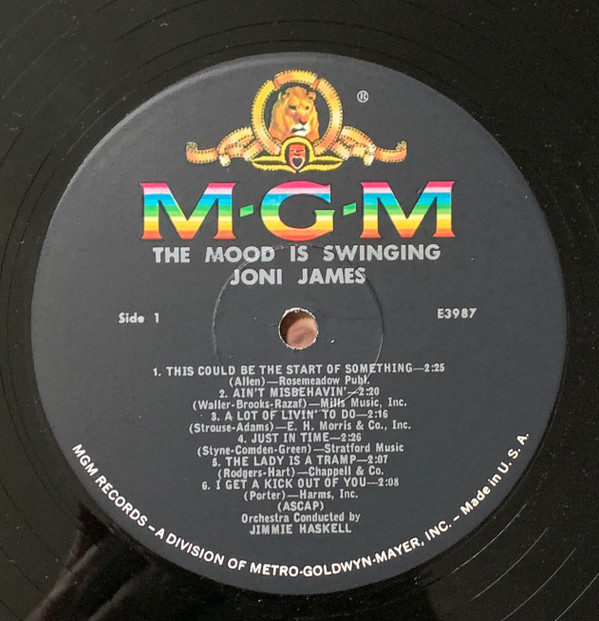 ®
M-G-M
THE MOOD IS SWINGING
JONI JAMES
Side 1
E3987
1. THIS COULD BE THE START OF SOMETHING—2:25
(Allen)—Rosemeadow Publ.
2. AIN'T MISBEHAVIN'—2:20
(Waller-Brooks-Razaf)—Mills Music, Inc.
3. A LOT OF LIVIN' TO DO—2:16
(Strouse-Adams)—E. H. Morris & Co., Inc.
4. JUST IN TIME—2:26
(Styne-Comden-Green)—Stratford Music
5. THE LADY IS A TRAMP—2:07
(Rodgers-Hart)—Chappell & Co.
6. I GET A KICK OUT OF YOU—2:08
(Porter)—Harms, Inc.
(ASCAP)
Orchestra Conducted by
JIMMIE HASKELL
MGM RECORDS – A DIVISION OF METRO-GOLDWYN-MAYER, INC. – Made in U. S. A.